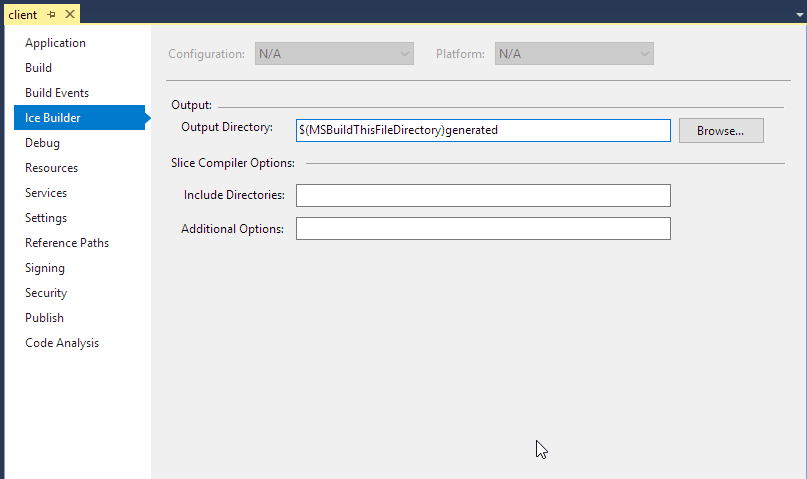 client
Application
Build
Build Events
Ice Builder
Debug
Resources
Services
Settings
Reference Paths
Signing
Security
Publish
Code Analysis
Configuration: N/A Platform: N/A
Output:
Output Directory: $(MSBuildThisFileDirectory)generated Browse...
Slice Compiler Options:
Include Directories:
Additional Options: